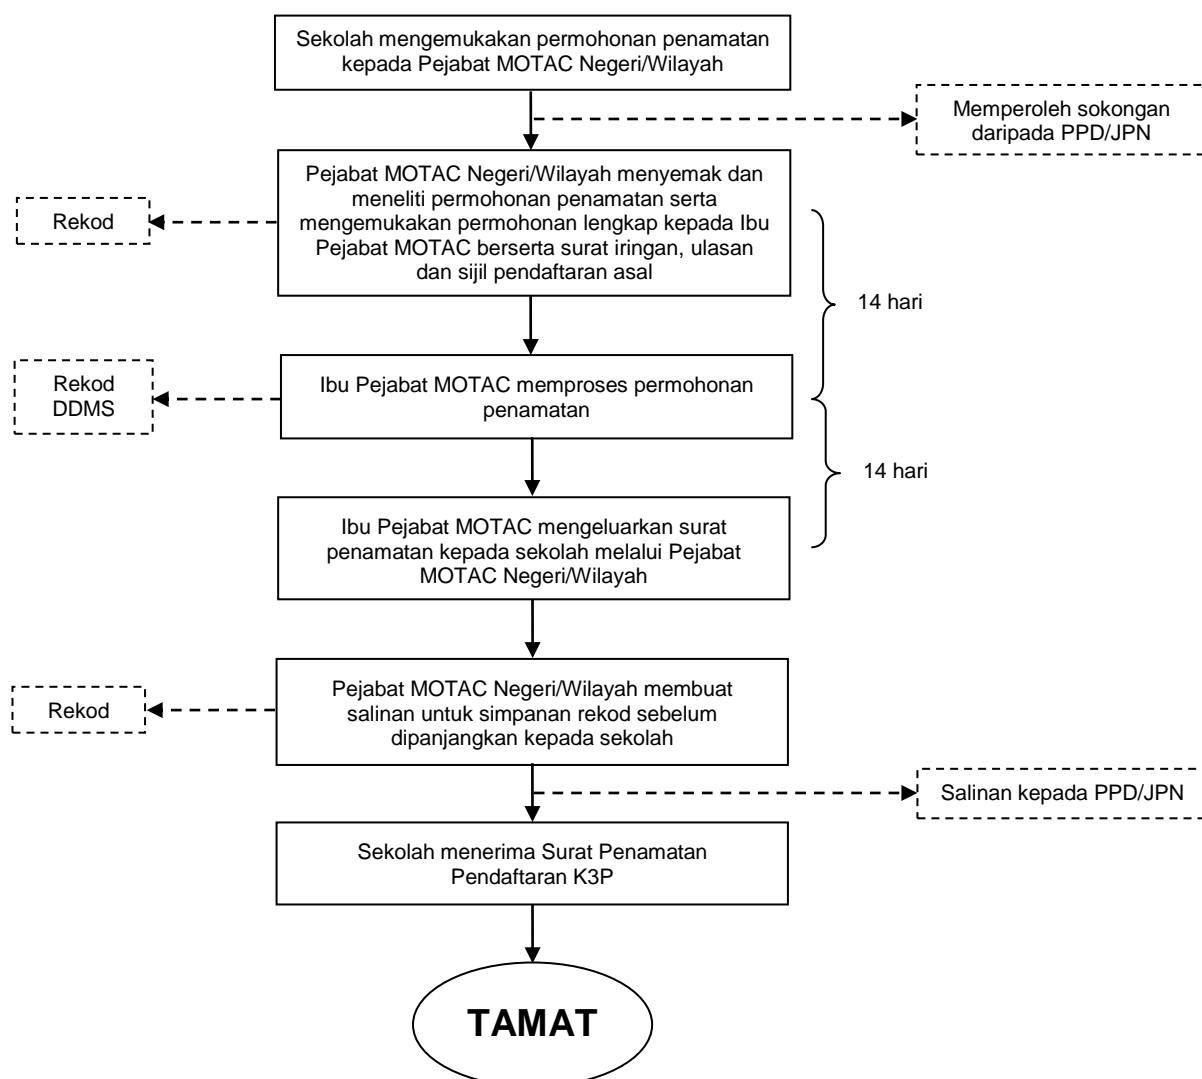 Sekolah mengemukakan permohonan penamatan
kepada Pejabat MOTAC Negeri/Wilayah
Memperoleh sokongan
daripada PPD/JPN
Pejabat MOTAC Negeri/Wilayah menyemak dan
meneliti permohonan penamatan serta
mengemukakan permohonan lengkap kepada Ibu
Pejabat MOTAC berserta surat iringan, ulasan
dan sijil pendaftaran asal
Rekod
14 hari
Ibu Pejabat MOTAC memproses permohonan
penamatan
Rekod
DDMS
14 hari
Ibu Pejabat MOTAC mengeluarkan surat
penamatan kepada sekolah melalui Pejabat
MOTAC Negeri/Wilayah
Pejabat MOTAC Negeri/Wilayah membuat
salinan untuk simpanan rekod sebelum
dipanjangkan kepada sekolah
Rekod
Salinan kepada PPD/JPN
Sekolah menerima Surat Penamatan
Pendaftaran K3P
TAMAT